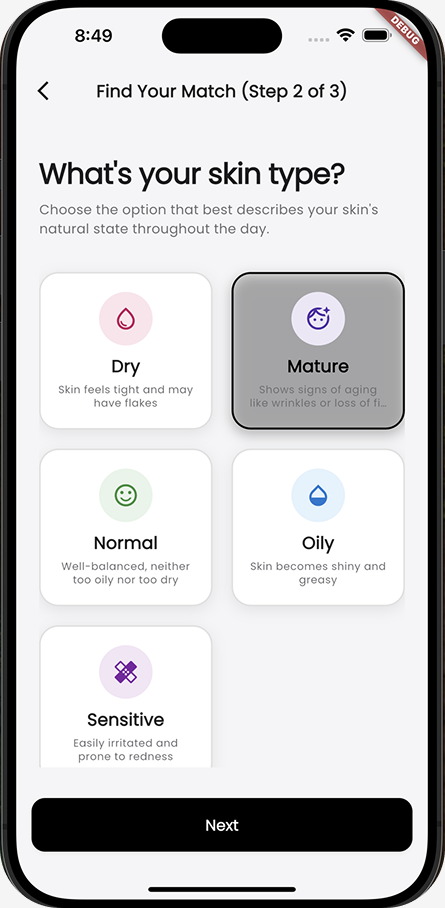 8:49
DEBUG
Find Your Match (Step 2 of 3)
What's your skin type?
Choose the option that best describes your skin's
natural state throughout the day.
Dry
Skin feels tight and may
have flakes
Mature
Shows signs of aging
like wrinkles or loss of fi...
Normal
Well-balanced, neither
too oily nor too dry
Oily
Skin becomes shiny and
greasy
Sensitive
Easily irritated and
prone to redness
Next